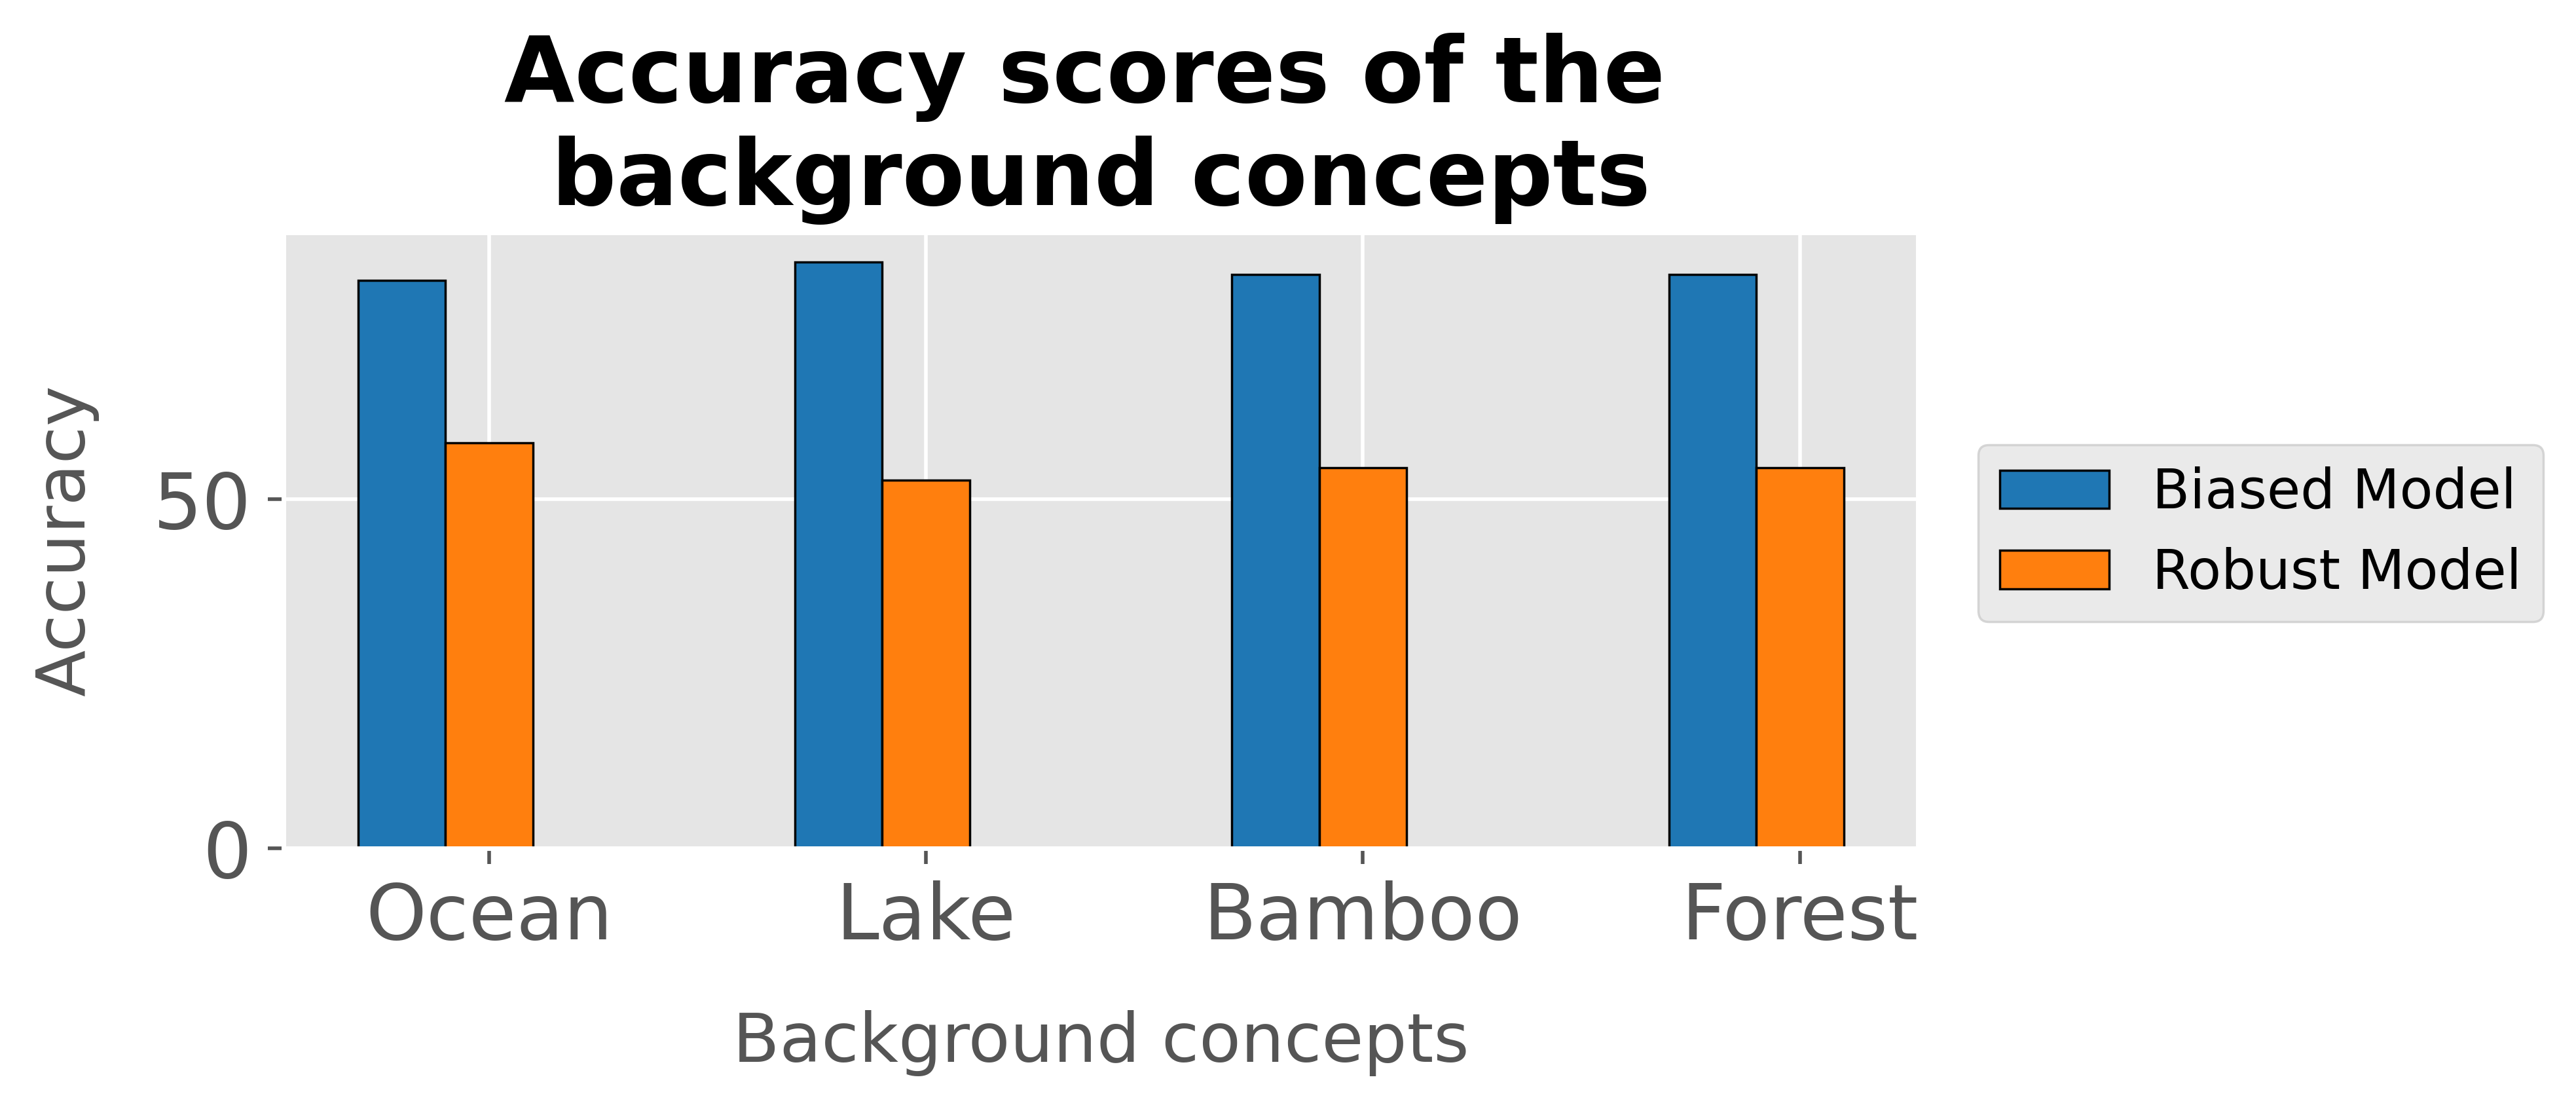 Accuracy scores of the
background concepts
Accuracy
50
0
Ocean
Lake
Bamboo
Forest
Background concepts
Biased Model
Robust Model